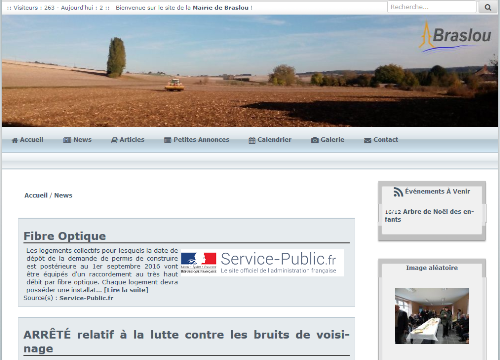 :: Visiteurs : 263 - Aujourd'hui : 2 :: Bienvenue sur le site de la Mairie de Braslou !
Recherche...
Braslou
Accueil News Articles Petites Annonces Calendrier Galerie Contact
Accueil / News
Évènements À Venir
16/12 Arbre de Noël des en-
fants
Fibre Optique
Les logements collectifs pour lesquels la date de
dépôt de la demande de permis de construire
est postérieure au 1er septembre 2016 vont
être équipés d'un raccordement au très haut
débit par fibre optique. Chaque logement devra
posséder une installat... [Lire la suite]
Source(s) : Service-Public.fr
Service-Public.fr
Le site officiel de l'administration française
Image aléatoire
ARRÊTÉ relatif à la lutte contre les bruits de voisi-
nage